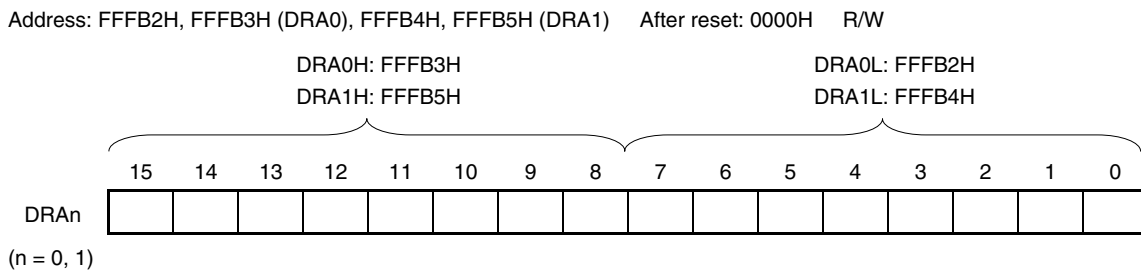 Address: FFFB2H, FFFB3H (DRA0), FFFB4H, FFFB5H (DRA1) After reset: 0000H R/W
DRA0H: FFFB3H DRA0L: FFFB2H
DRA1H: FFFB5H DRA1L: FFFB4H
15 14 13 12 11 10 9 8 7 6 5 4 3 2 1 0
DRAn
(n = 0, 1)